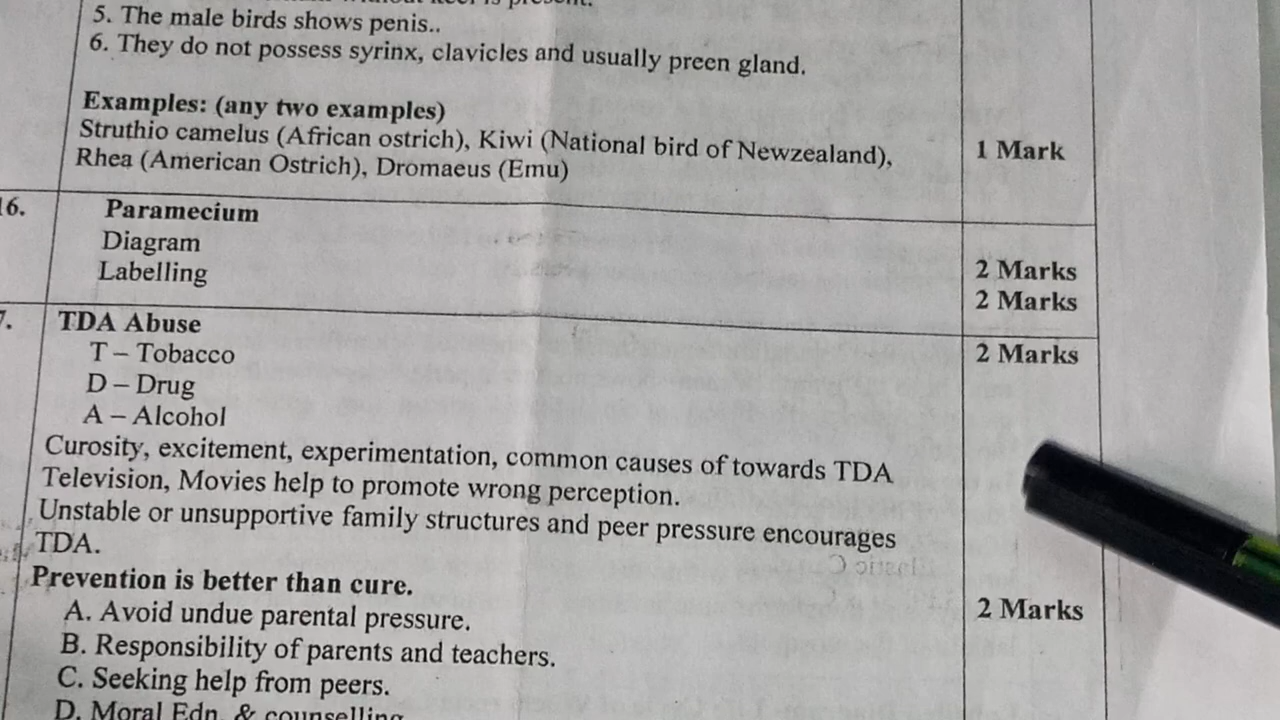 5. The male birds shows penis..
6. They do not possess syrinx, clavicles and usually preen gland.
Examples: (any two examples)
Struthio camelus (African ostrich), Kiwi (National bird of Newzealand),
Rhea (American Ostrich), Dromaeus (Emu)
1 Mark
16.
Paramecium
Diagram
2 Marks
Labelling
2 Marks
7.
TDA Abuse
2 Marks
T – Tobacco
D – Drug
A – Alcohol
Curosity, excitement, experimentation, common causes of towards TDA
Television, Movies help to promote wrong perception.
Unstable or unsupportive family structures and peer pressure encourages
TDA.
Prevention is better than cure.
2 Marks
A. Avoid undue parental pressure.
B. Responsibility of parents and teachers.
C. Seeking help from peers.
D. Moral Edn. & counselling